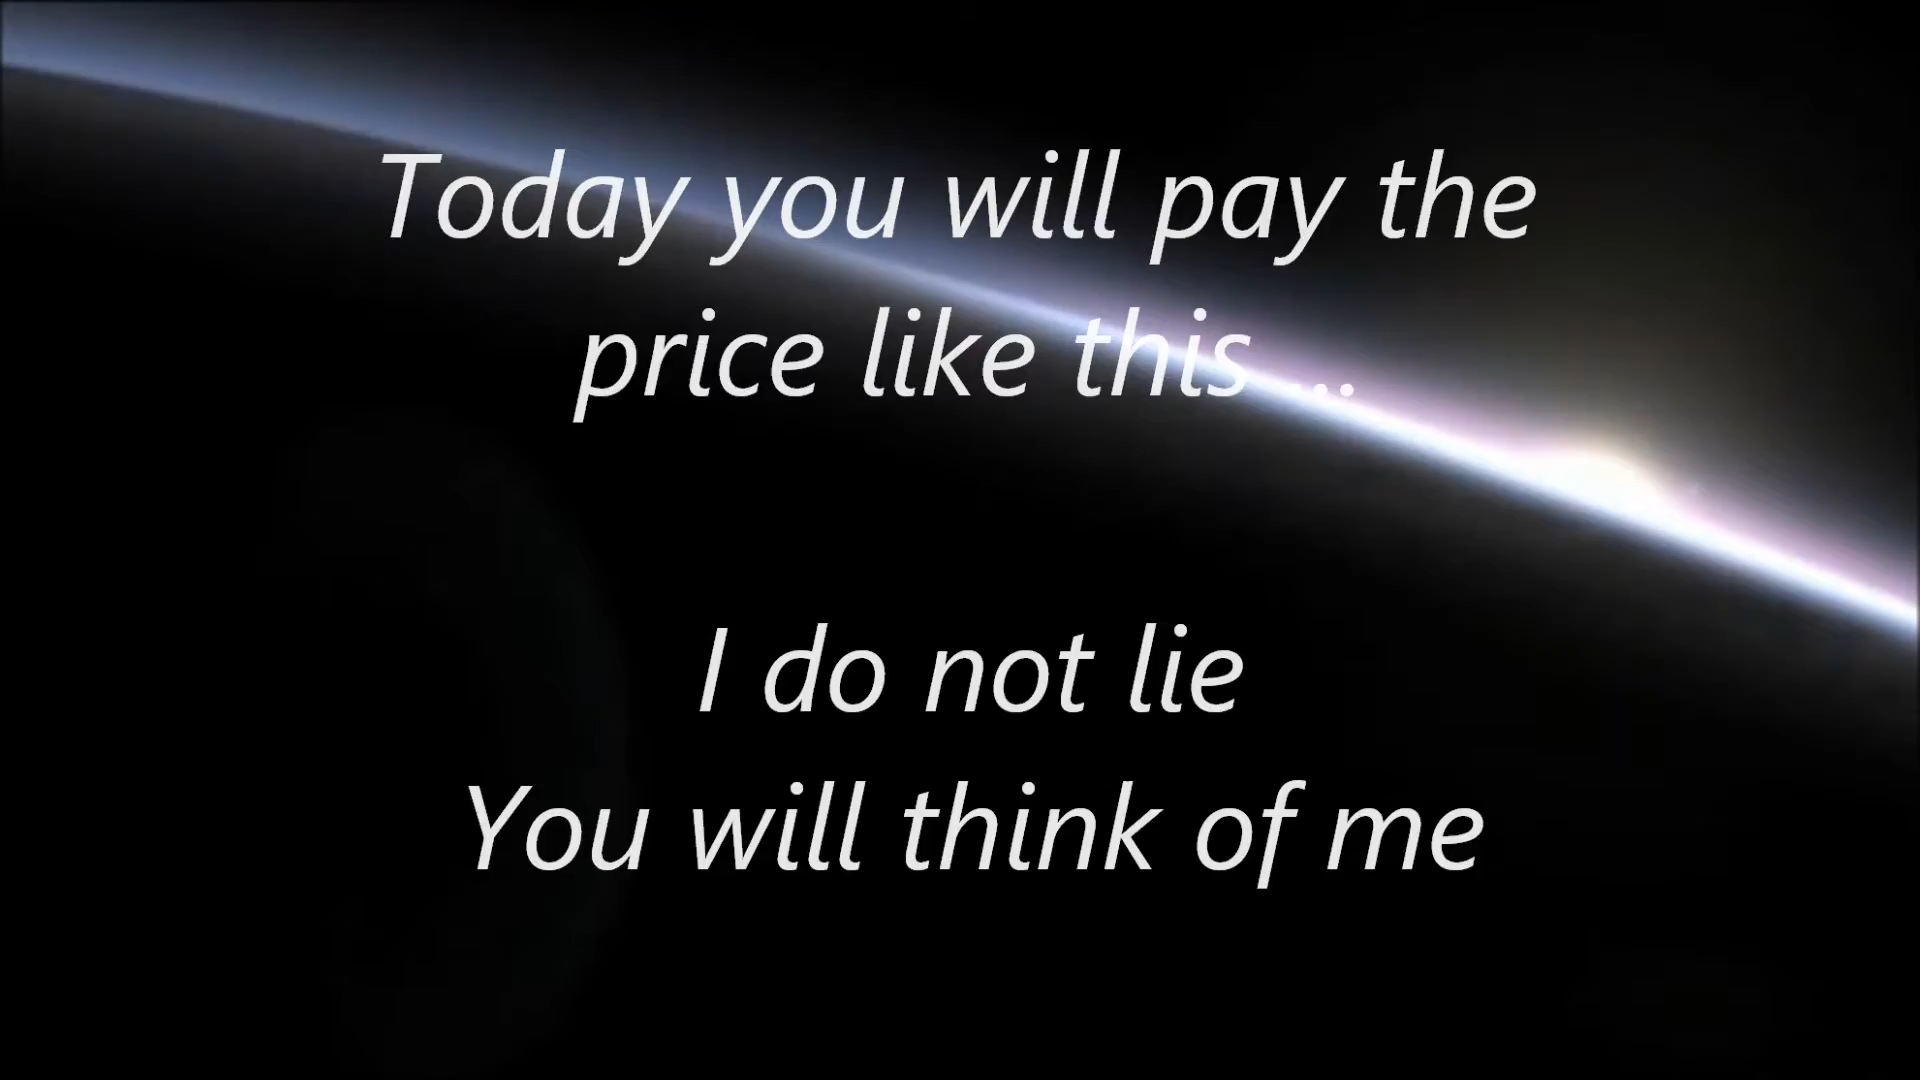 Today you will pay the
price like this ...
I do not lie
You will think of me